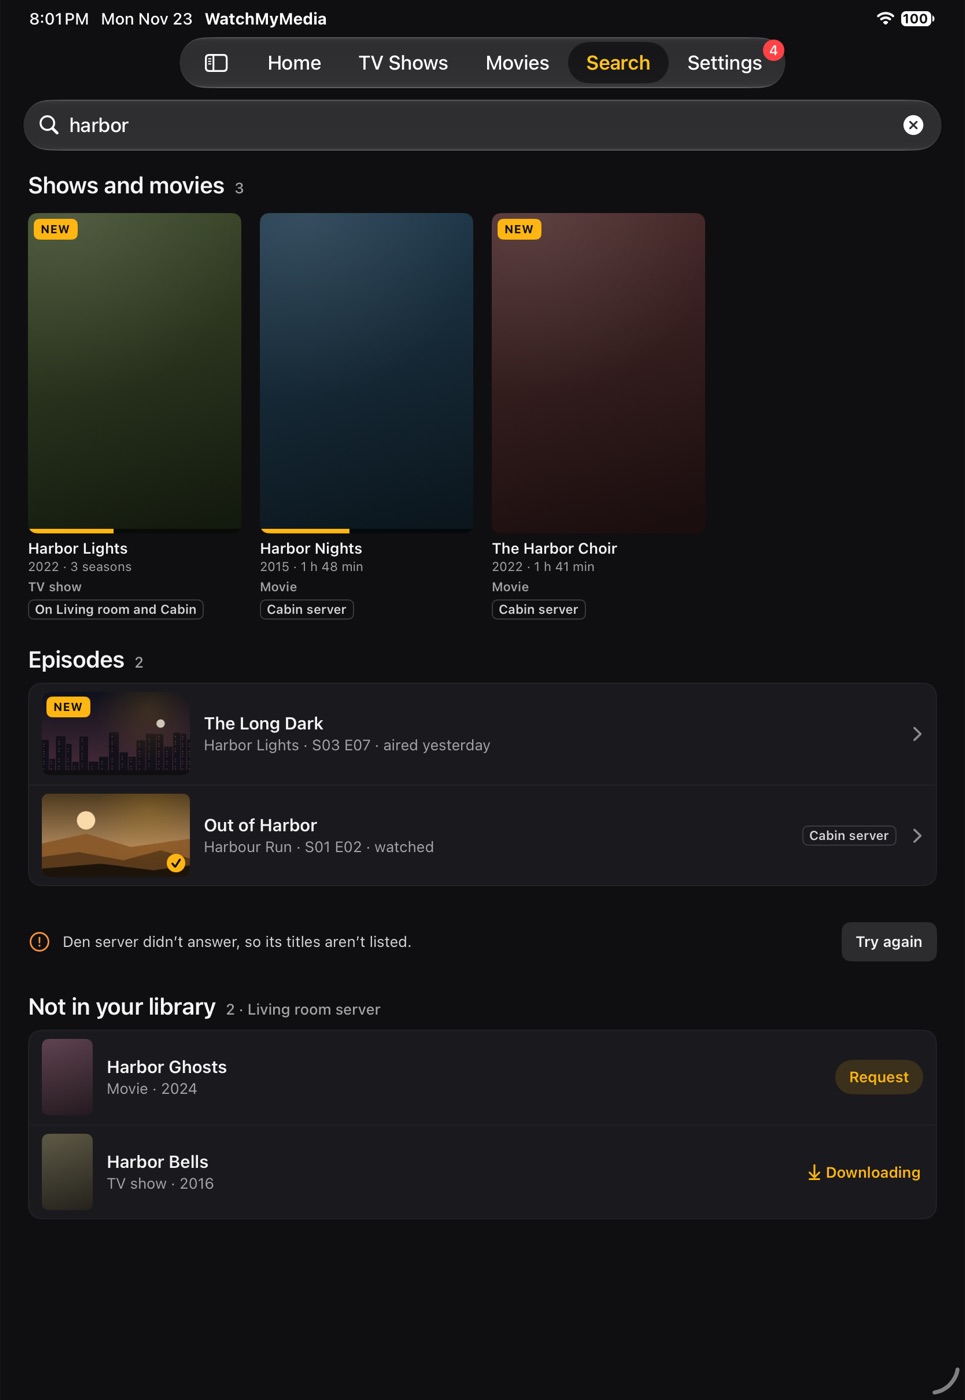 8:01 PM Mon Nov 23 WatchMyMedia
100
Home TV Shows Movies Search Settings 4
harbor
Shows and movies 3
NEW
NEW
Harbor Lights
2022 · 3 seasons
TV show
On Living room and Cabin
Harbor Nights
2015 · 1 h 48 min
Movie
Cabin server
The Harbor Choir
2022 · 1 h 41 min
Movie
Cabin server
Episodes 2
NEW
The Long Dark
Harbor Lights · S03 E07 · aired yesterday
Out of Harbor
Harbour Run · S01 E02 · watched
Cabin server
Den server didn’t answer, so its titles aren’t listed.
Try again
Not in your library 2 · Living room server
Harbor Ghosts
Movie · 2024
Request
Harbor Bells
TV show · 2016
Downloading